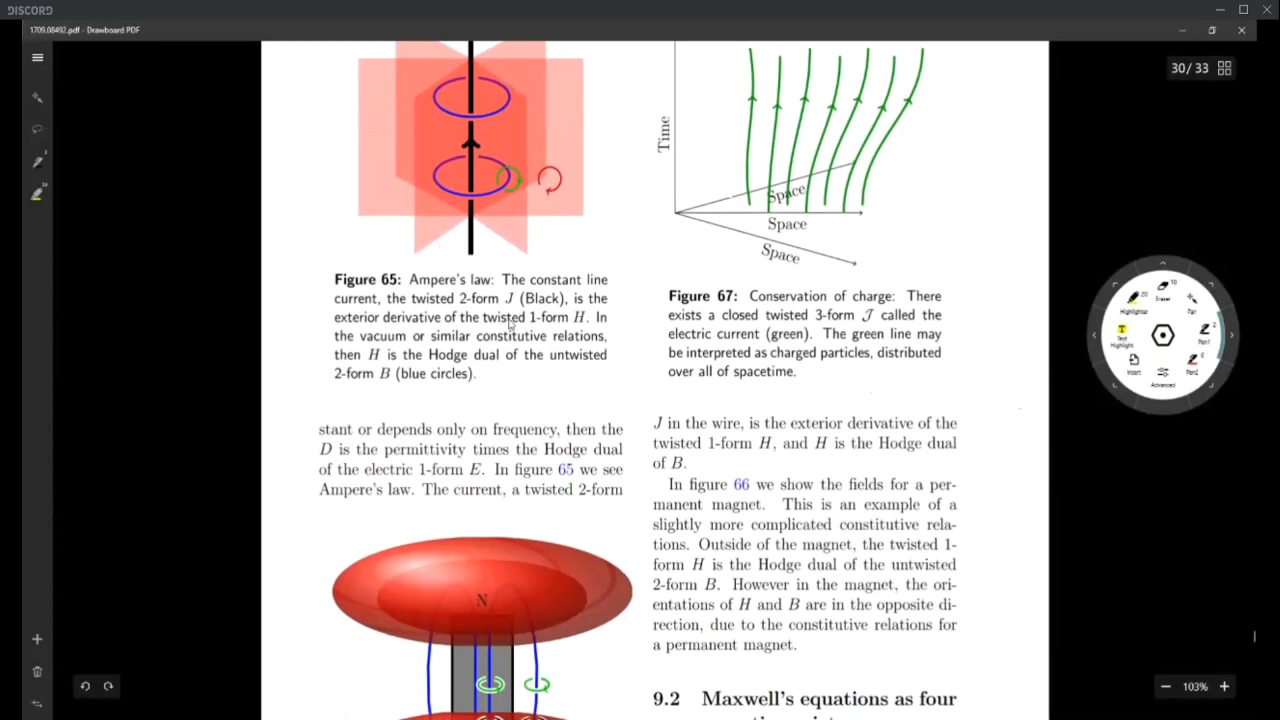 DISCORD
1709.08492.pdf - Drawboard PDF
30/ 33
Time
Space
Space
Space
Figure 65: Ampere's law: The constant line
current, the twisted 2-form J (Black), is the
exterior derivative of the twisted 1-form H. In
the vacuum or similar constitutive relations,
then H is the Hodge dual of the untwisted
2-form B (blue circles).
stant or depends only on frequency, then the
D is the permittivity times the Hodge dual
of the electric 1-form E. In figure 65 we see
Ampere's law. The current, a twisted 2-form
N
Figure 67: Conservation of charge: There
exists a closed twisted 3-form J called the
electric current (green). The green line may
be interpreted as charged particles, distributed
over all of spacetime.
J in the wire, is the exterior derivative of the
twisted 1-form H, and H is the Hodge dual
of B.
In figure 66 we show the fields for a per-
manent magnet. This is an example of a
slightly more complicated constitutive rela-
tions. Outside of the magnet, the twisted 1-
form H is the Hodge dual of the untwisted
2-form B. However in the magnet, the ori-
entations of H and B are in the opposite di-
rection, due to the constitutive relations for
a permanent magnet.
9.2 Maxwell's equations as four
Highlighter
Eraser
Pan
Text
Highlight
Pen1
Insert
Advanced
Pen2
103%